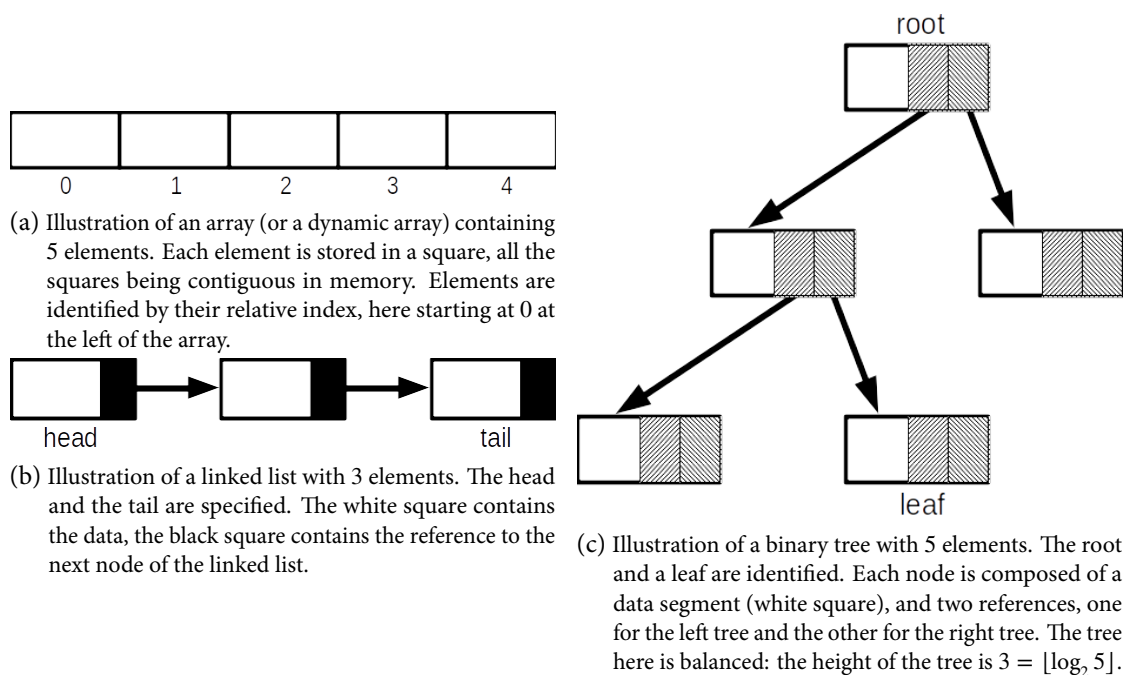 0 1 2 3 4
(a) Illustration of an array (or a dynamic array) containing
5 elements. Each element is stored in a square, all the
squares being contiguous in memory. Elements are
identified by their relative index, here starting at 0 at
the left of the array.
head tail
(b) Illustration of a linked list with 3 elements. The head
and the tail are specified. The white square contains
the data, the black square contains the reference to the
next node of the linked list.
root
leaf
(c) Illustration of a binary tree with 5 elements. The root
and a leaf are identified. Each node is composed of a
data segment (white square), and two references, one
for the left tree and the other for the right tree. The tree
here is balanced: the height of the tree is 3 = ⌊log₂ 5⌋.